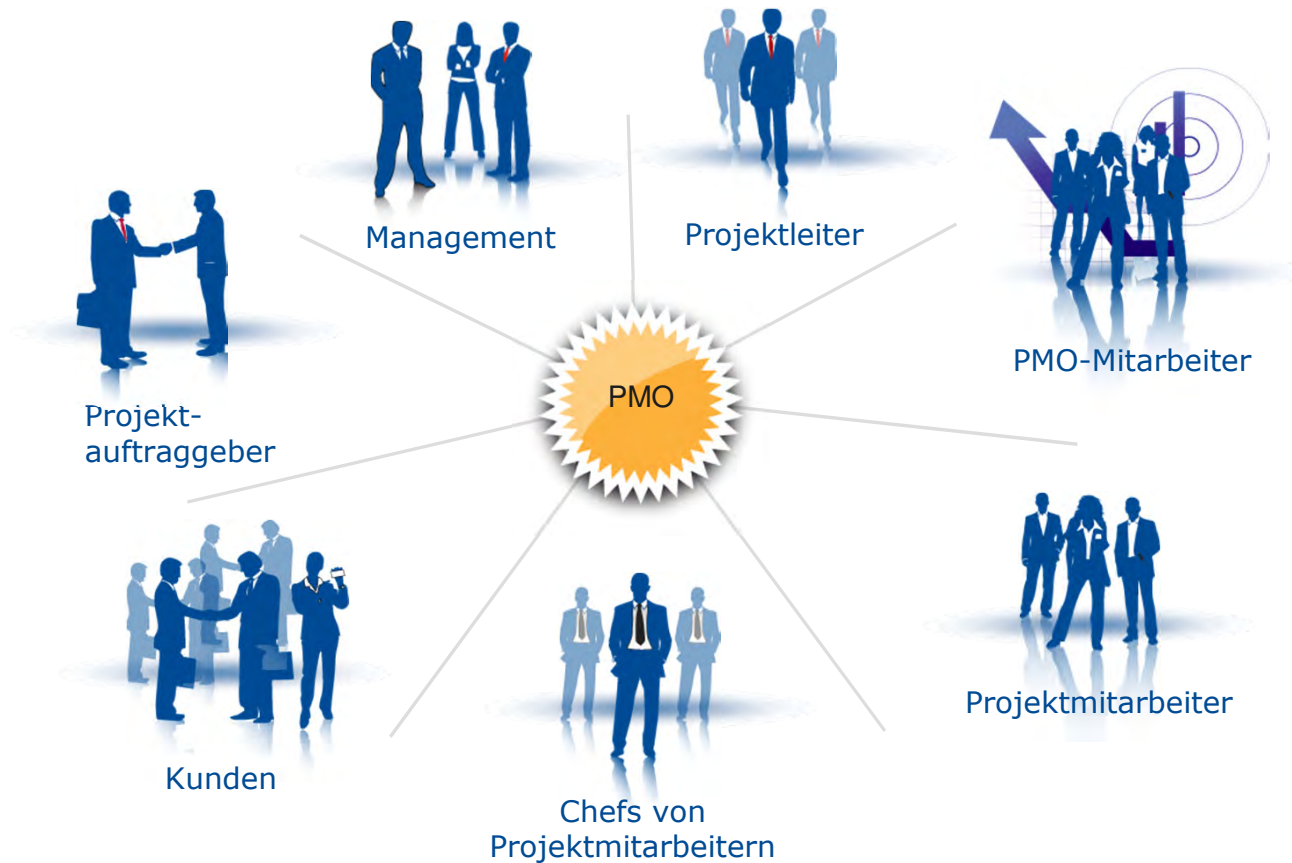 Management
Projektleiter
PMO-Mitarbeiter
PMO
Projekt-
auftraggeber
Projektmitarbeiter
Kunden
Chefs von
Projektmitarbeitern